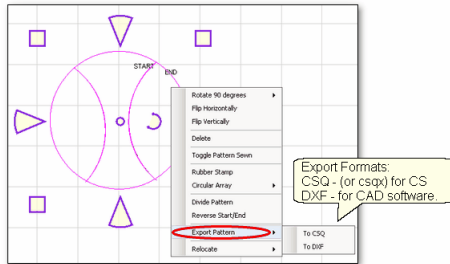 START
END
Rotate 90 degrees
Flip Horizontally
Flip Vertically
Delete
Toggle Pattern Sewn
Rubber Stamp
Circular Array
Divide Pattern
Reverse Start/End
Export Pattern
Relocate
To CSQ
To DXF
Export Formats:
CSQ - (or csqx) for CS
DXF - for CAD software.